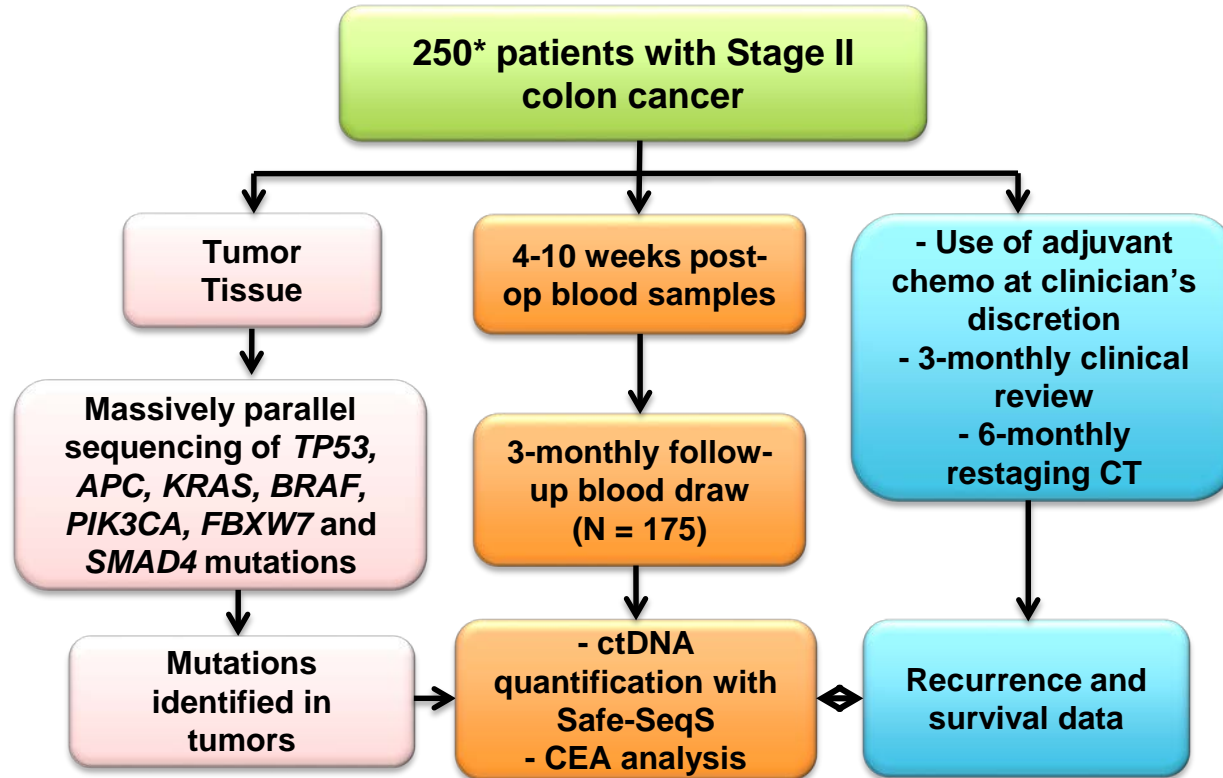 250* patients with Stage II
colon cancer
Tumor
Tissue
Massively parallel
sequencing of TP53,
APC, KRAS, BRAF,
PIK3CA, FBXW7 and
SMAD4 mutations
Mutations
identified in
tumors
4-10 weeks post-
op blood samples
3-monthly follow-
up blood draw
(N = 175)
- ctDNA
quantification with
Safe-SeqS
- CEA analysis
- Use of adjuvant
chemo at clinician’s
discretion
- 3-monthly clinical
review
- 6-monthly
restaging CT
Recurrence and
survival data